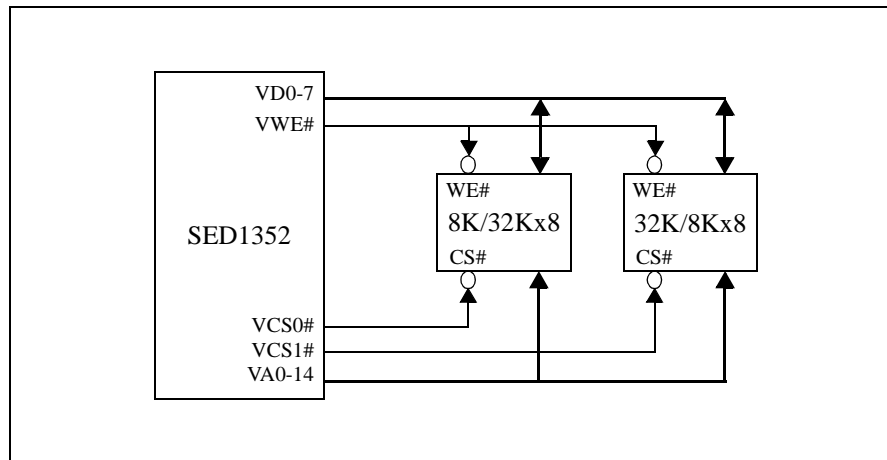 VD0-7
VWE#
SED1352
VCS0#
VCS1#
VA0-14
WE#
8K/32Kx8
CS#
WE#
32K/8Kx8
CS#